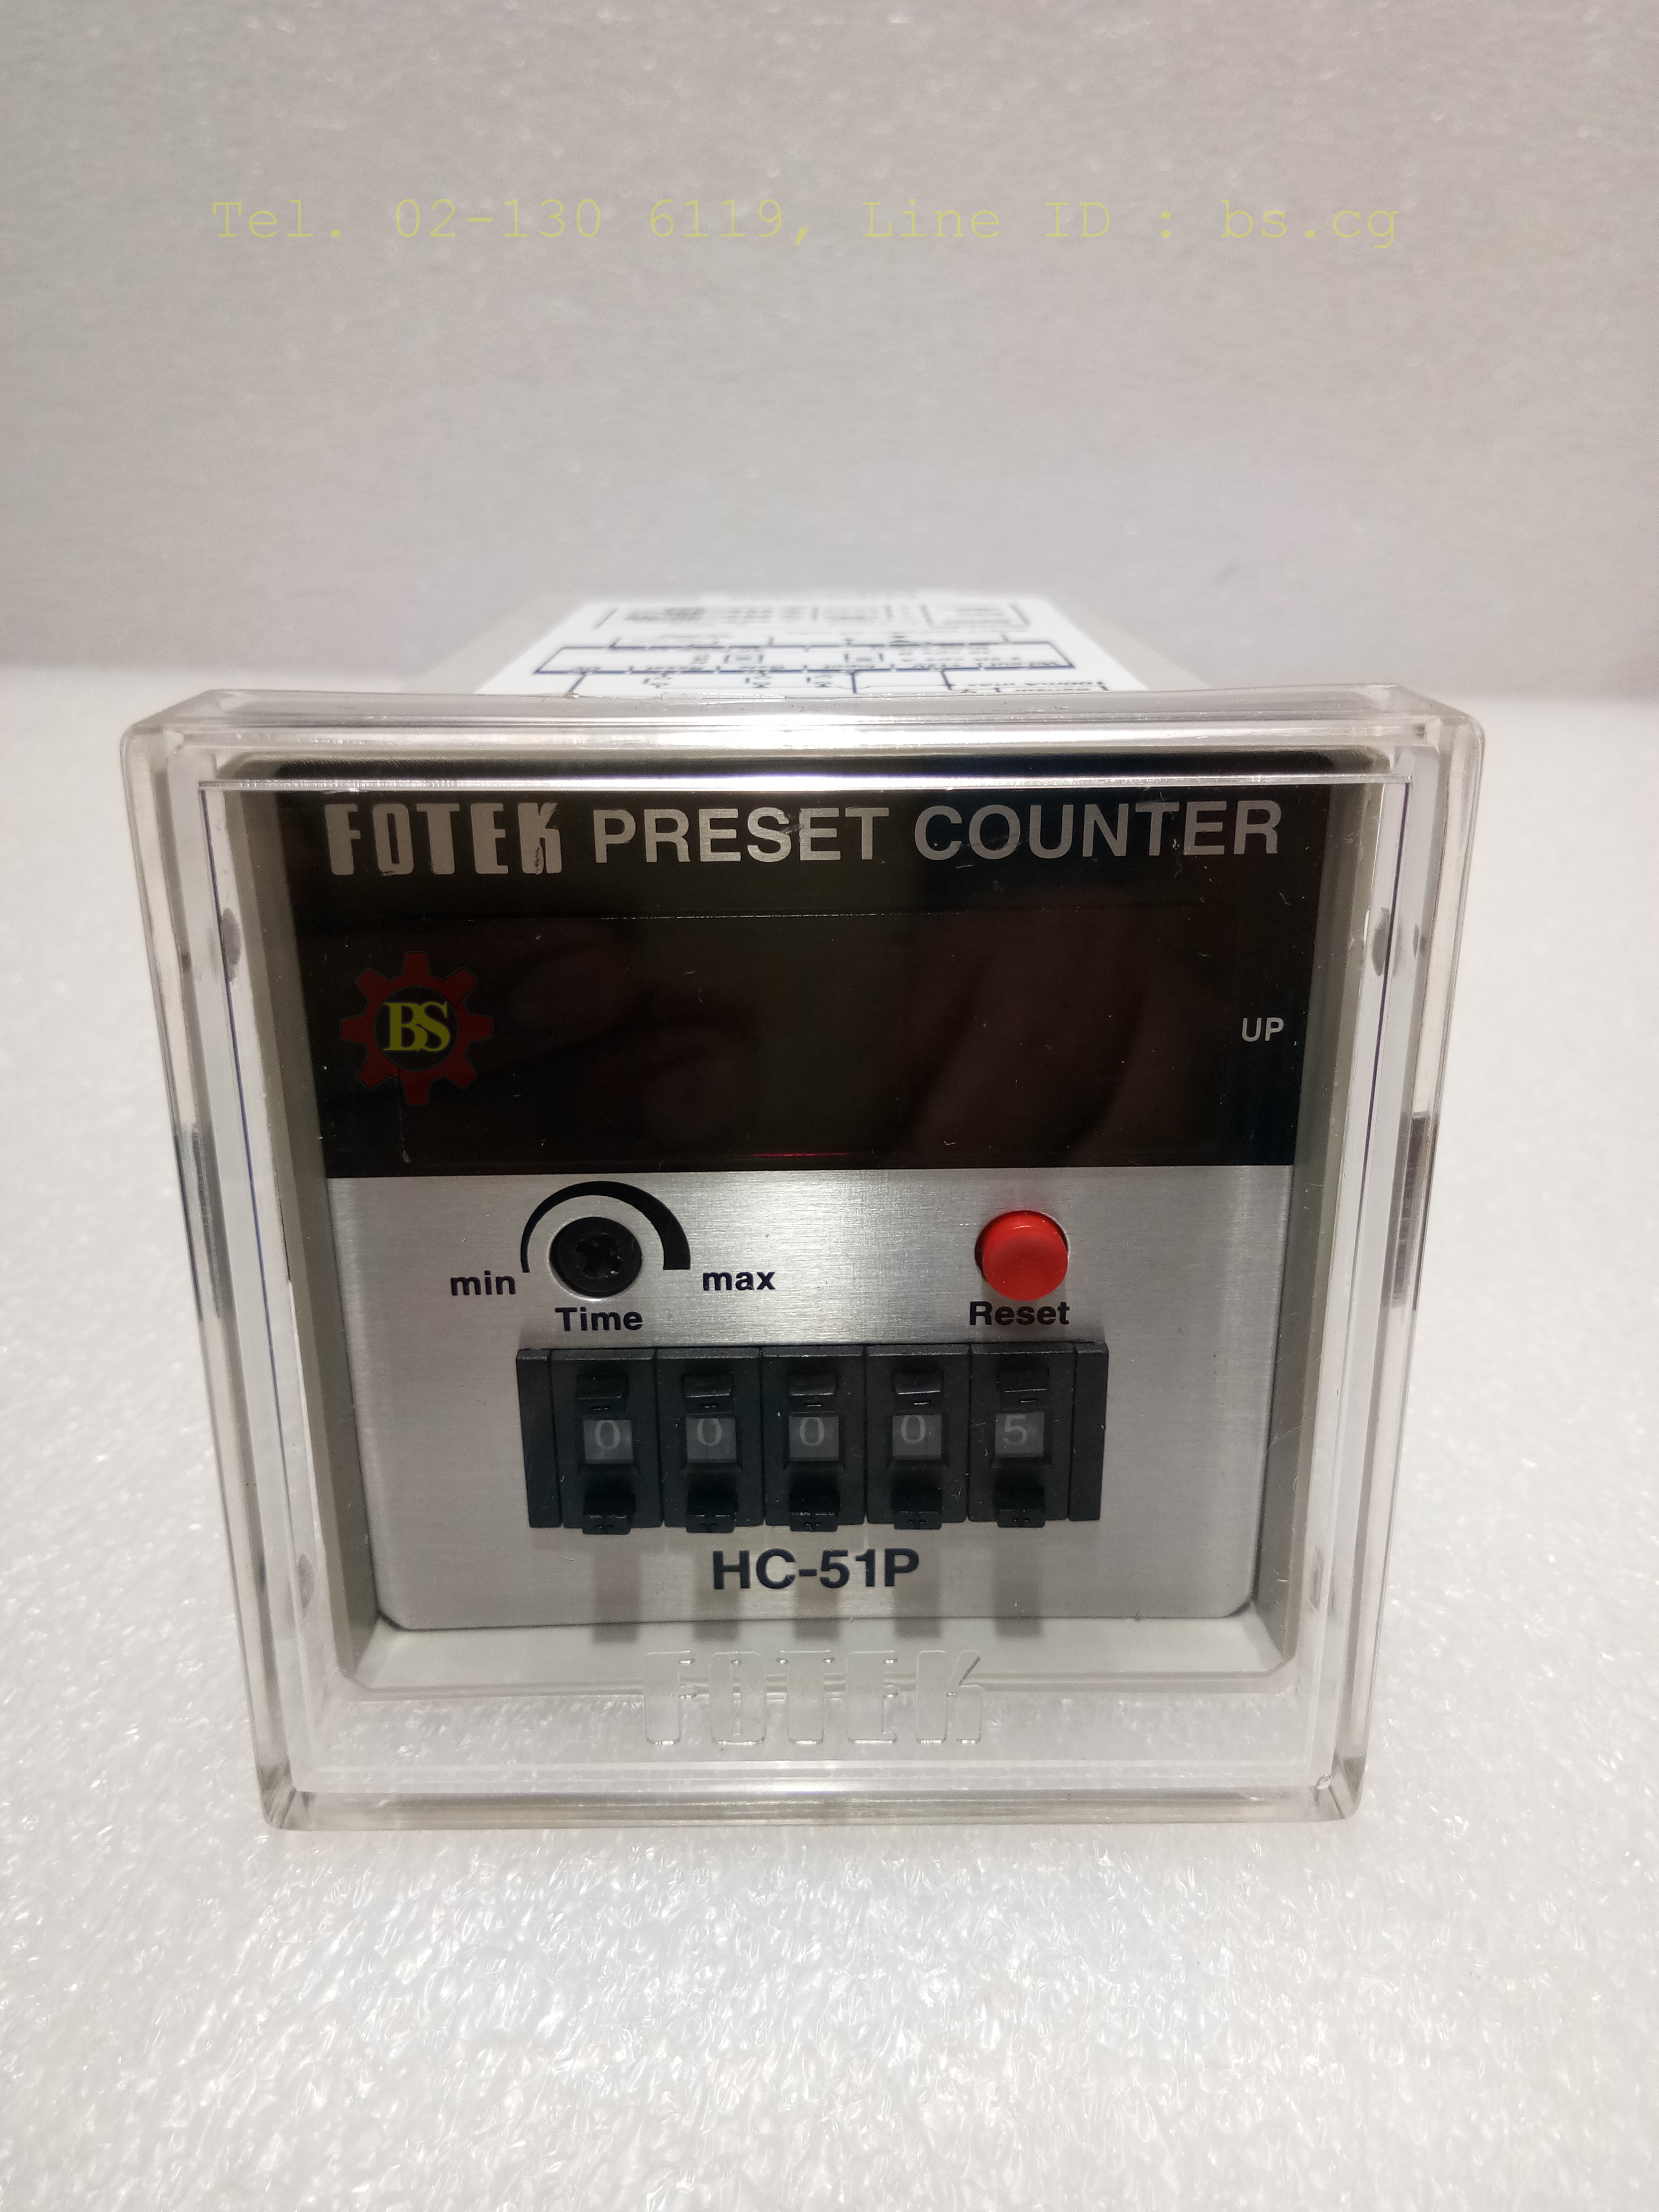 Tel. 02-130 6119, Line ID : bs.cg
FOTEK PRESET COUNTER
BS
UP
min
max
Time
Reset
0 0 0 0 5
HC-51P
FOTEK